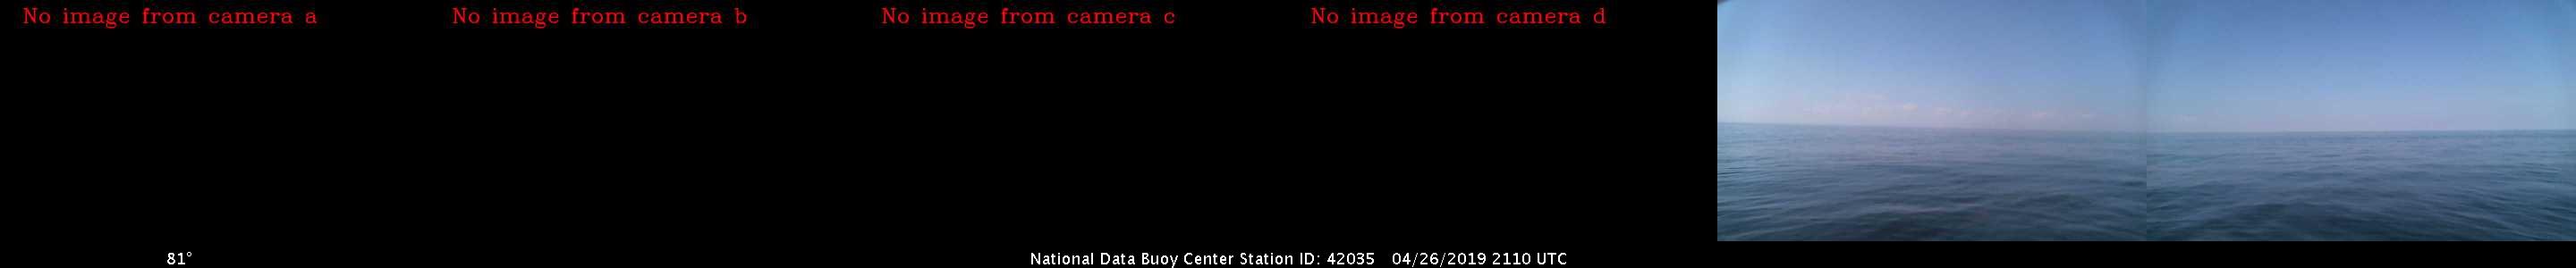 No image from camera a
No image from camera b
No image from camera c
No image from camera d
81°
National Data Buoy Center Station ID: 42035 04/26/2019 2110 UTC